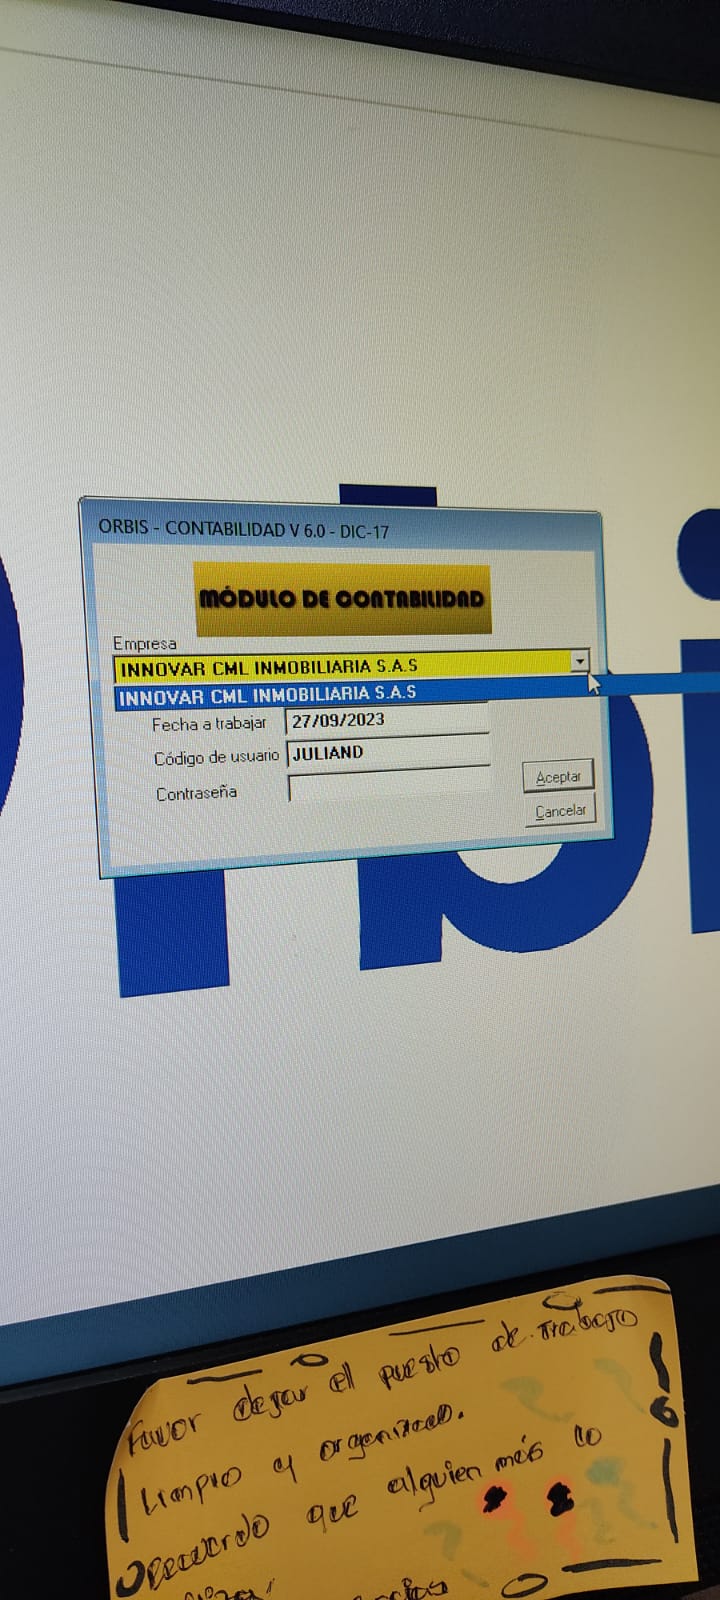 ORBIS - CONTABILIDAD V 6.0 - DIC-17
MÓDULO DE CONTABILIDAD
Empresa
INNOVAR CML INMOBILIARIA S.A.S
INNOVAR CML INMOBILIARIA S.A.S
Fecha a trabajar 27/09/2023
Código de usuario JULIAND
Contraseña
Aceptar
Cancelar
Favor dejar el puesto de trabajo
limpio y organizado.
Recuerdo que alguien más lo